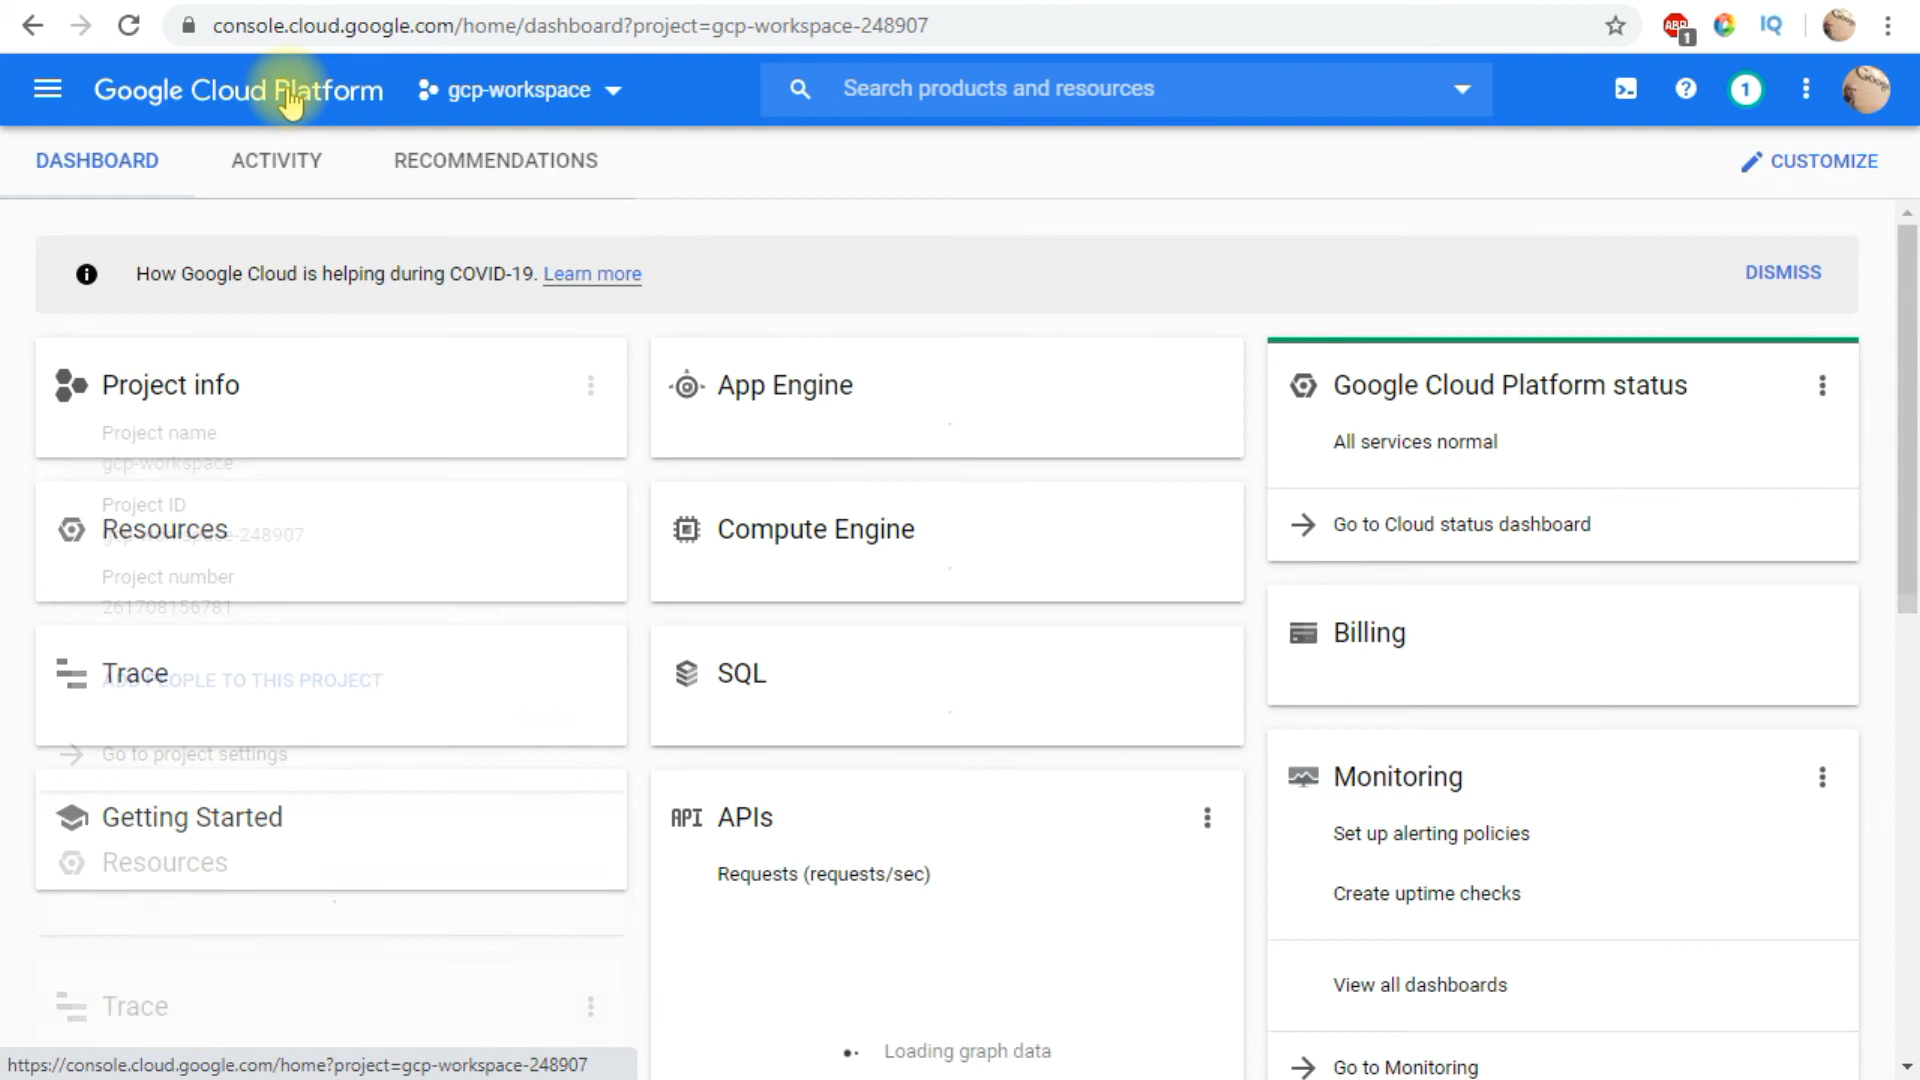 console.cloud.google.com/home/dashboard?project=gcp-workspace-248907
ABP
1
IQ
Google Cloud Platform
gcp-workspace
Search products and resources
1
DASHBOARD
ACTIVITY
RECOMMENDATIONS
CUSTOMIZE
How Google Cloud is helping during COVID-19. Learn more
DISMISS
Project info
Project name
gcp-workspace
Project ID
gcp-workspace-248907
Resources
Project number
261708156781
Trace
ADD PEOPLE TO THIS PROJECT
Go to project settings
Getting Started
Resources
Trace
App Engine
Compute Engine
SQL
API APIs
Requests (requests/sec)
Loading graph data
Google Cloud Platform status
All services normal
Go to Cloud status dashboard
Billing
Monitoring
Set up alerting policies
Create uptime checks
View all dashboards
Go to Monitoring
https://console.cloud.google.com/home?project=gcp-workspace-248907